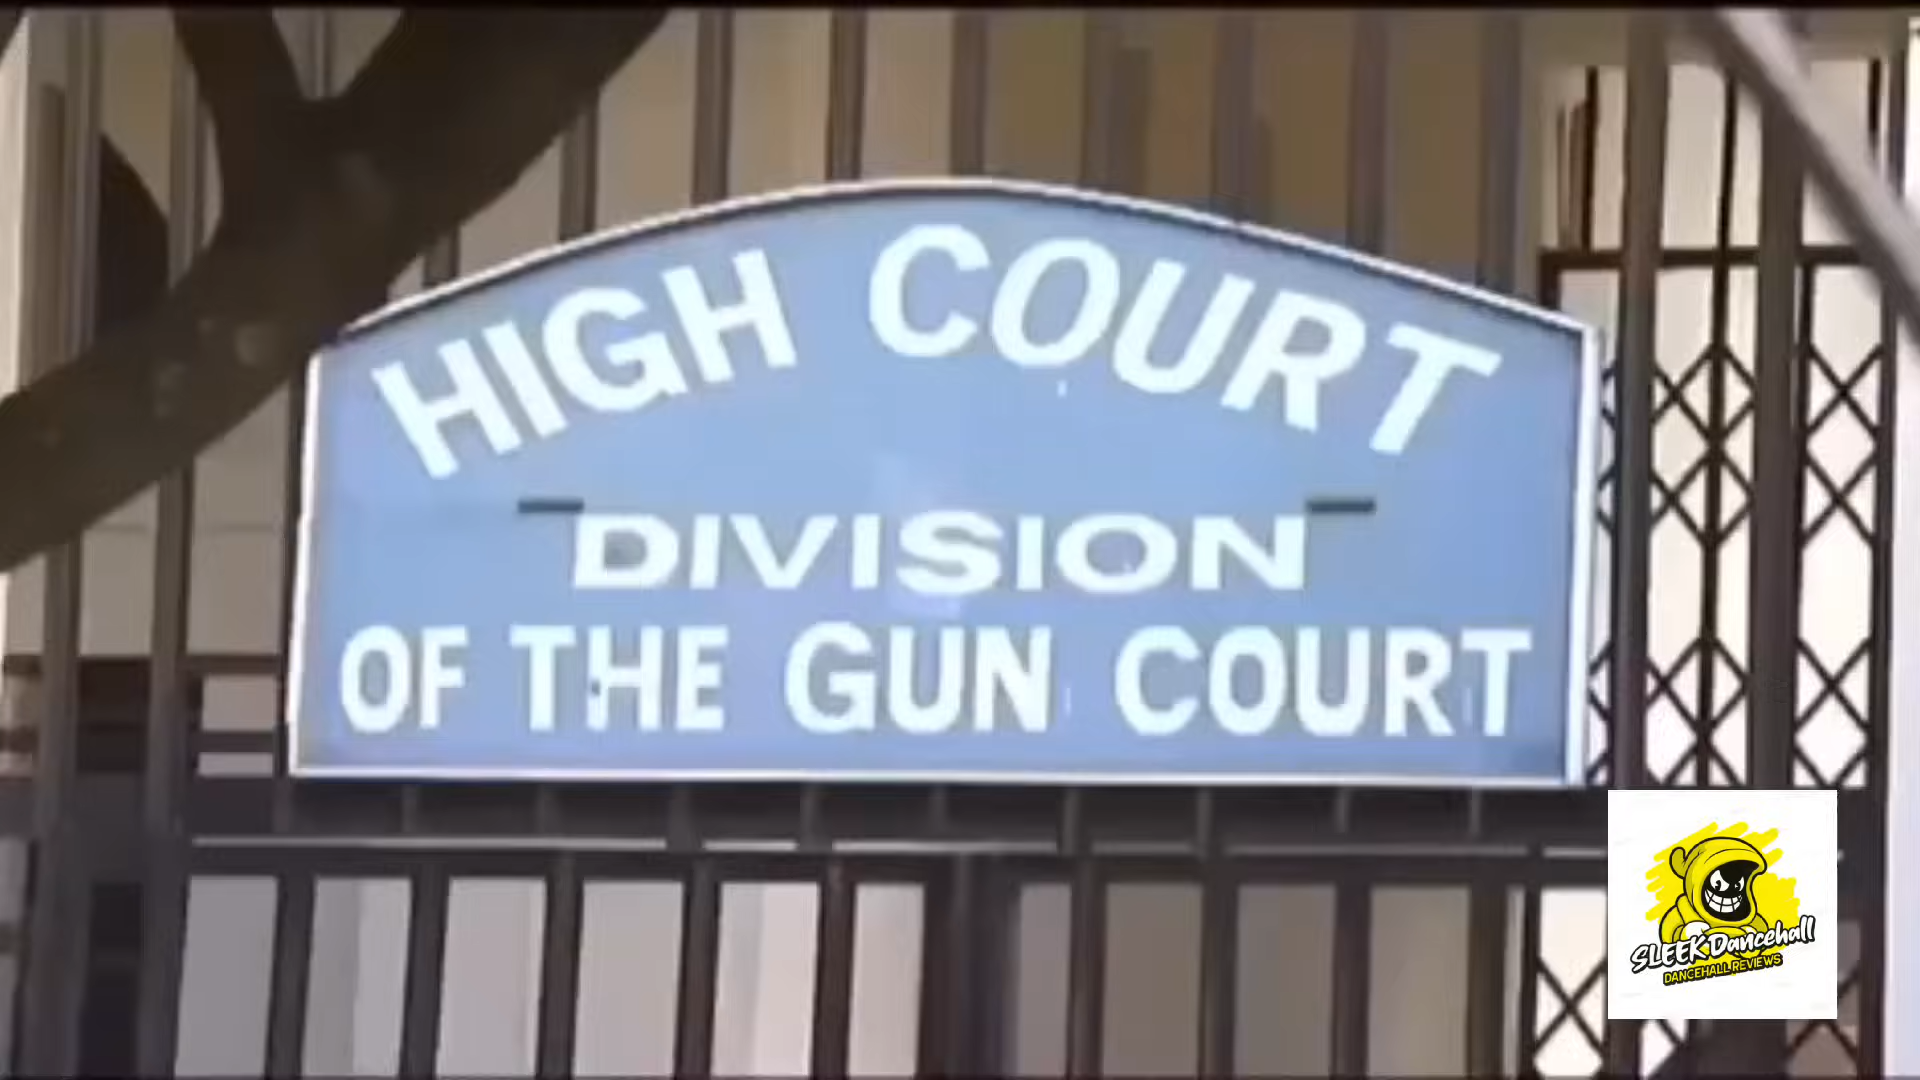 HIGH COURT
DIVISION
OF THE GUN COURT
SLEEK Dancehall
DANCEHALL REVIEWS